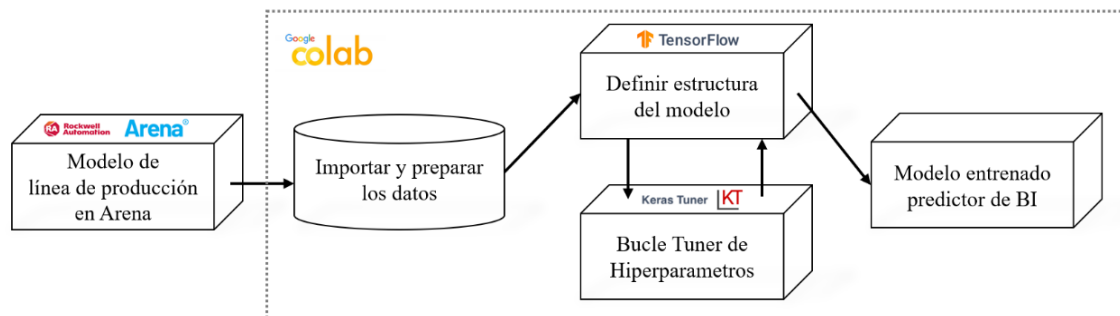 Google
colab
RA Rockwell
Automation
Arena®
Modelo de
línea de producción
en Arena
Importar y preparar
los datos
TensorFlow
Definir estructura
del modelo
Keras Tuner KT
Bucle Tuner de
Hiperparametros
Modelo entrenado
predictor de BI